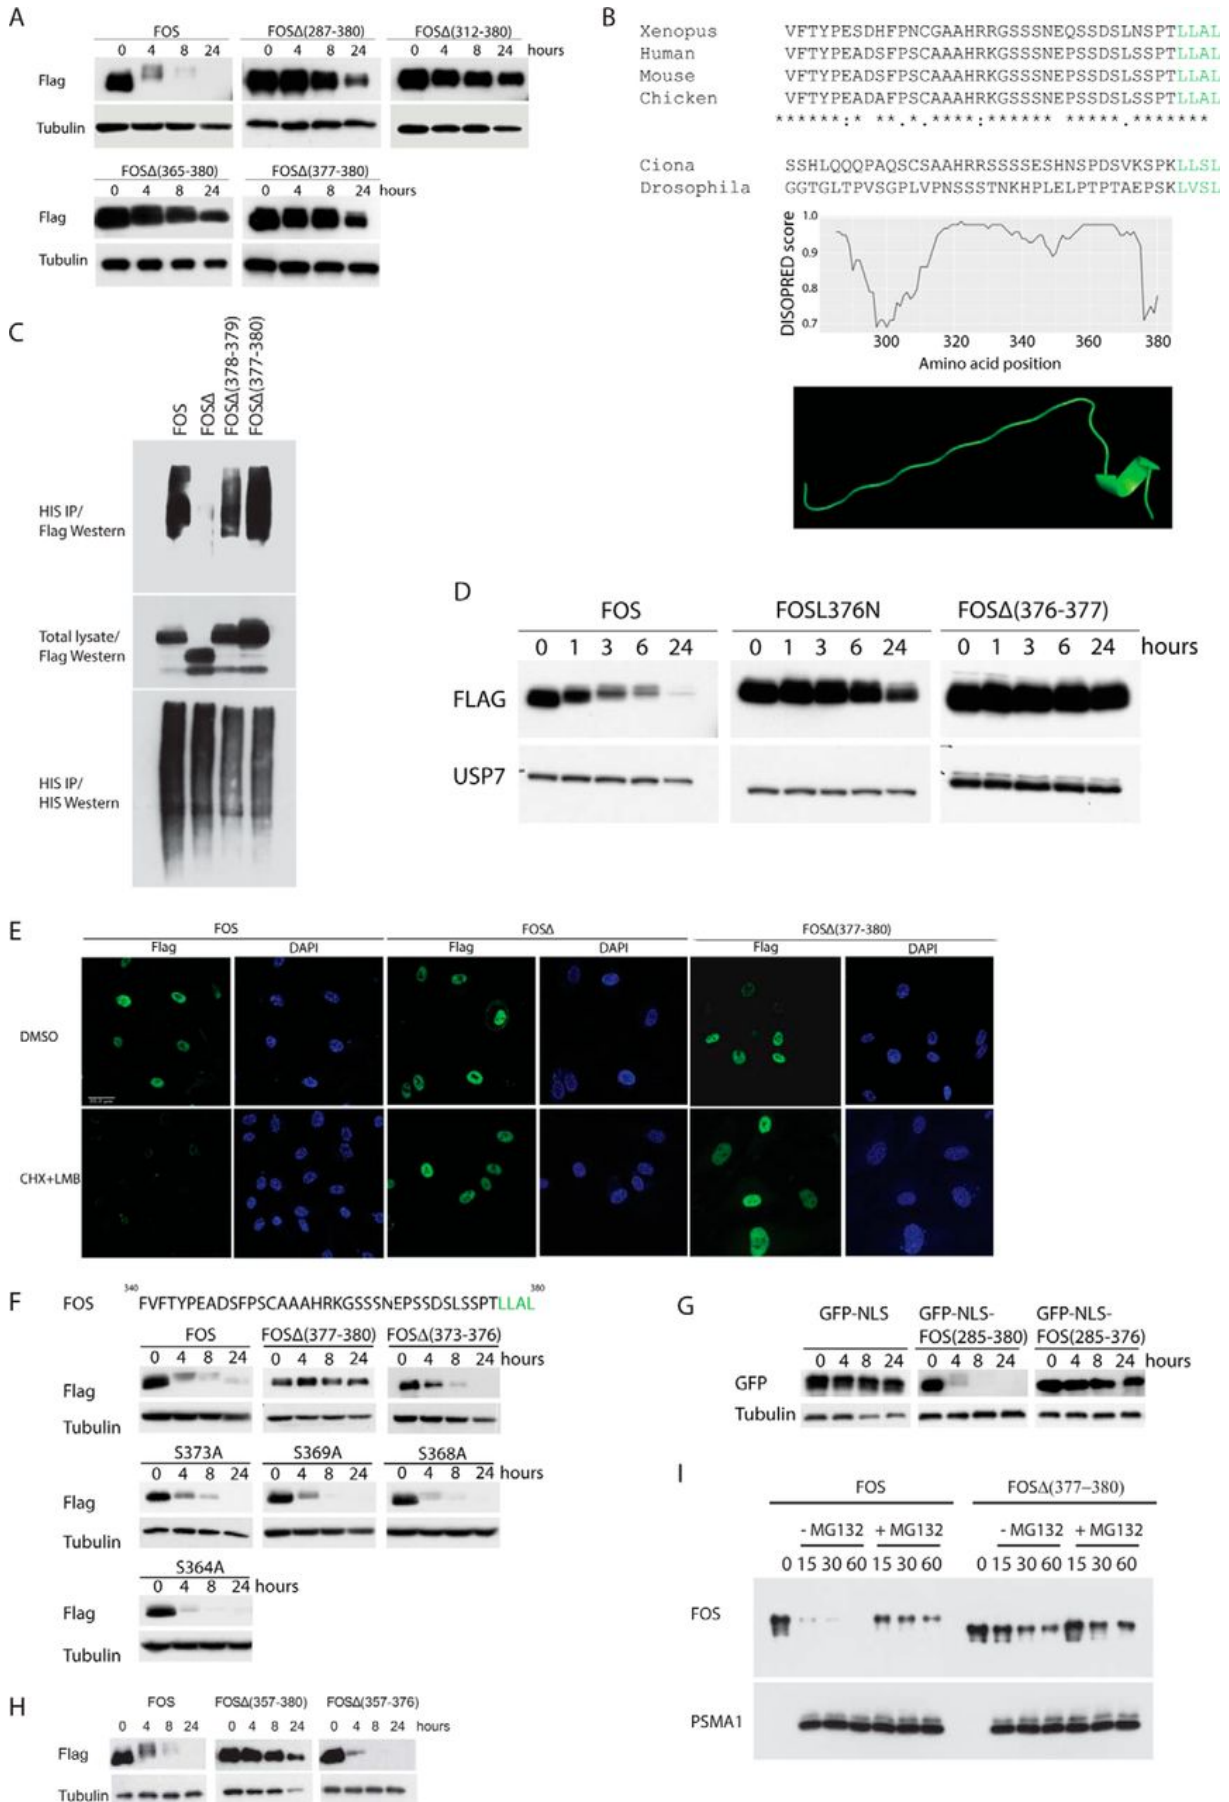 A
FOS FOSΔ(287-380) FOSΔ(312-380)
0 4 8 24 0 4 8 24 0 4 8 24 hours
Flag
Tubulin
FOSΔ(365-380) FOSΔ(377-380)
0 4 8 24 0 4 8 24 hours
Flag
Tubulin
B
Xenopus VFTYPESDHFPNCGAAHRRGSSSNEQSSDSLNSPTLLAL
Human VFTYPEADSFPSCAAAHRKGSSSNEPSSDSLSSPTLLAL
Mouse
Chicken VFTYPEADAFPSCAAAHRKGSSSNEPSSDSLSSPTLLAL
******:* **.*.****:****** ******.*******
Ciona SSHLQQQPAQSCSAAHRRSSSSESHNSPDSVKSPKLLSL
Drosophila GGTGLTPVSGPLVPNSSSTNKHPLELPTPTAEPSKLVSL
DISOPRED score
1.0
0.9
0.8
0.7
300 320 340 360 380
Amino acid position
C
FOS FOSΔ FOSΔ(378-379) FOSΔ(377-380)
HIS IP/
Flag Western
Total lysate/
Flag Western
HIS IP/
HIS Western
D
FOS FOSL376N FOSΔ(376-377)
0 1 3 6 24 0 1 3 6 24 0 1 3 6 24 hours
FLAG
USP7
E
FOS FOSΔ FOSΔ(377-380)
Flag DAPI Flag DAPI Flag DAPI
DMSO
CHX+LMB
F
340 380
FOS FVFTYPEADSFPSCAAAHRKGSSSNEPSSDSLSSPTLLAL
FOS FOSΔ(377-380) FOSΔ(373-376)
0 4 8 24 0 4 8 24 0 4 8 24 hours
Flag
Tubulin
S373A S369A S368A
0 4 8 24 0 4 8 24 0 4 8 24 hours
Flag
Tubulin
S364A
0 4 8 24 hours
Flag
Tubulin
G
GFP-NLS GFP-NLS- GFP-NLS-
FOS(285-380) FOS(285-376)
0 4 8 24 0 4 8 24 0 4 8 24 hours
GFP
Tubulin
H
FOS FOSΔ(357-380) FOSΔ(357-376)
0 4 8 24 0 4 8 24 0 4 8 24 hours
Flag
Tubulin
I
FOS FOSΔ(377–380)
- MG132 + MG132 - MG132 + MG132
0 15 30 60 15 30 60 0 15 30 60 15 30 60
FOS
PSMA1